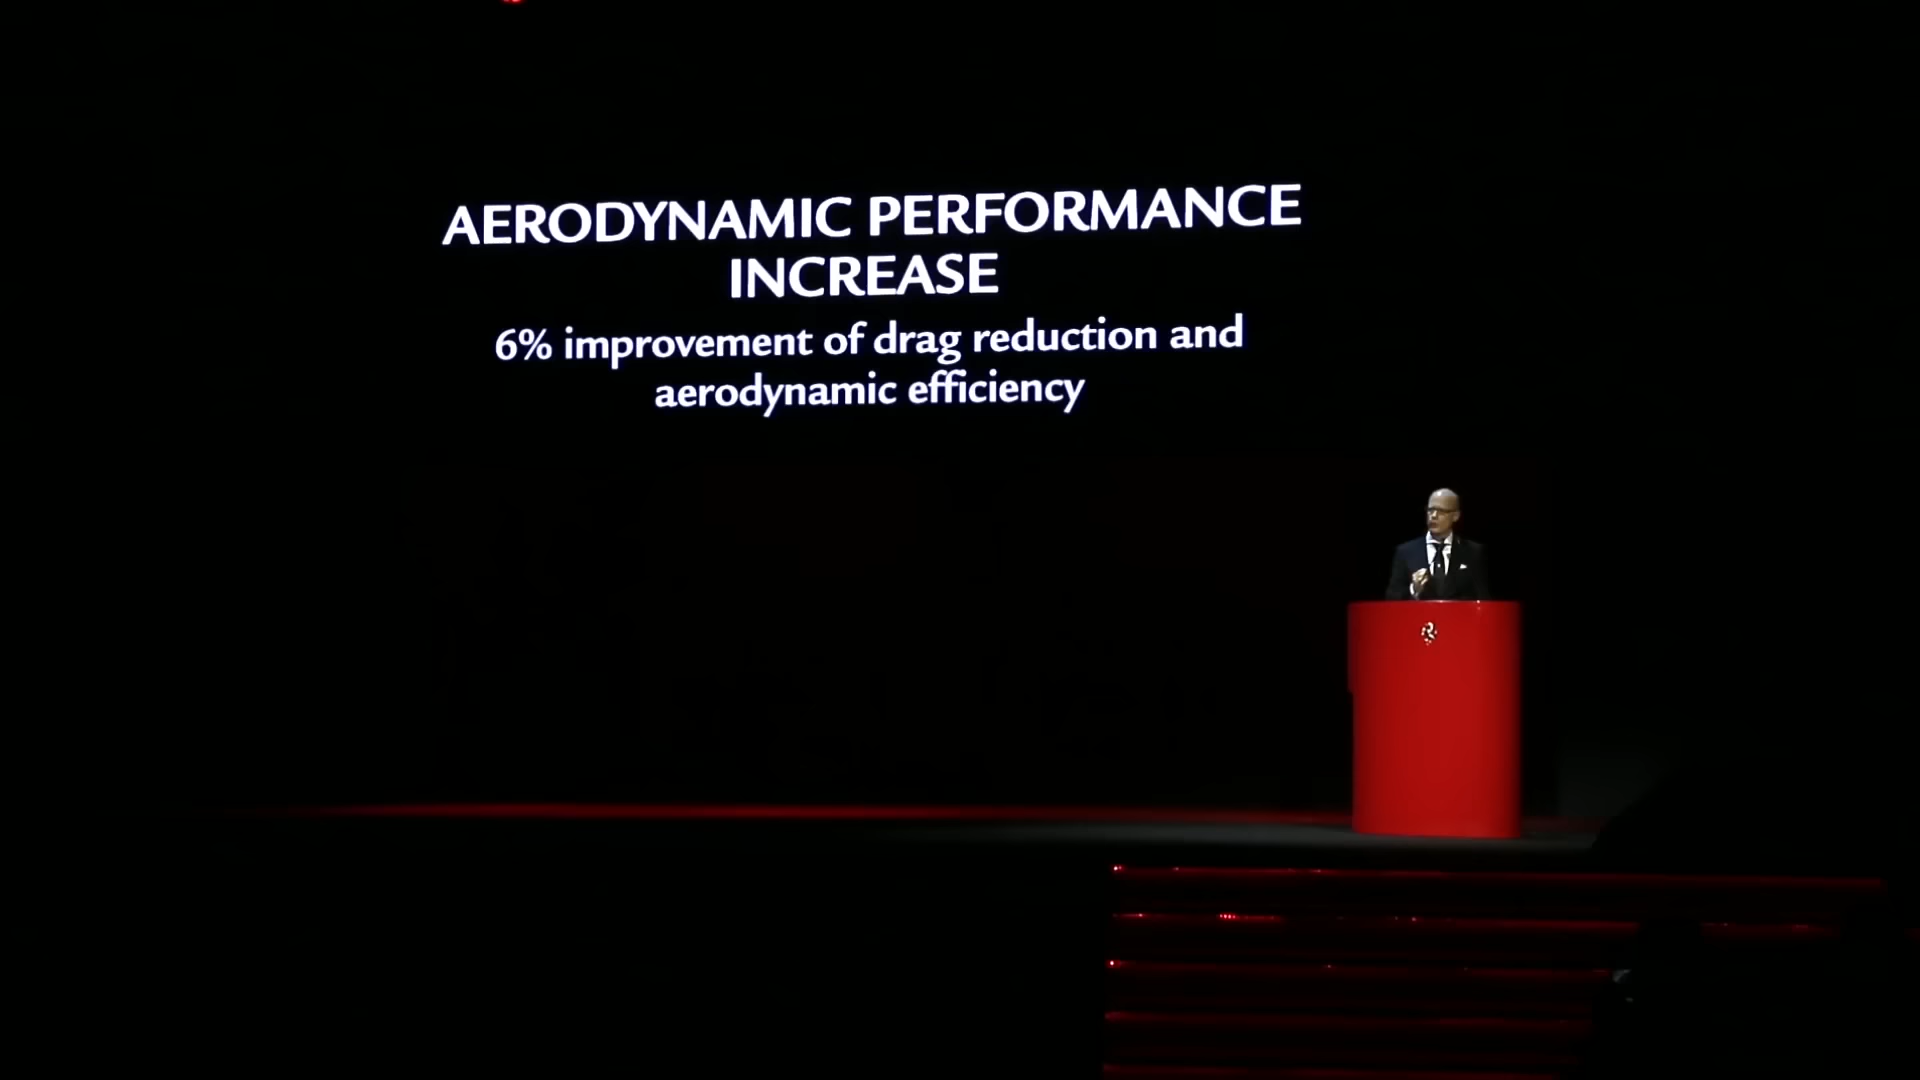 AERODYNAMIC PERFORMANCE
INCREASE
6% improvement of drag reduction and
aerodynamic efficiency